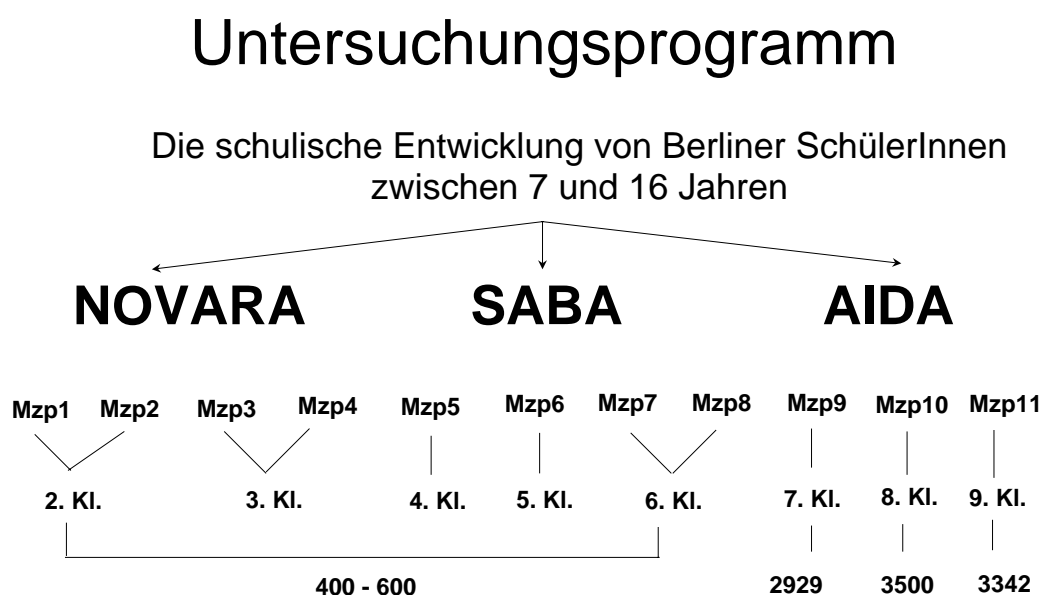 Untersuchungsprogramm
Die schulische Entwicklung von Berliner SchülerInnen
zwischen 7 und 16 Jahren
NOVARA SABA AIDA
Mzp1 Mzp2 Mzp3 Mzp4 Mzp5 Mzp6 Mzp7 Mzp8 Mzp9 Mzp10 Mzp11
2. Kl. 3. Kl. 4. Kl. 5. Kl. 6. Kl. 7. Kl. 8. Kl. 9. Kl.
400 - 600 2929 3500 3342